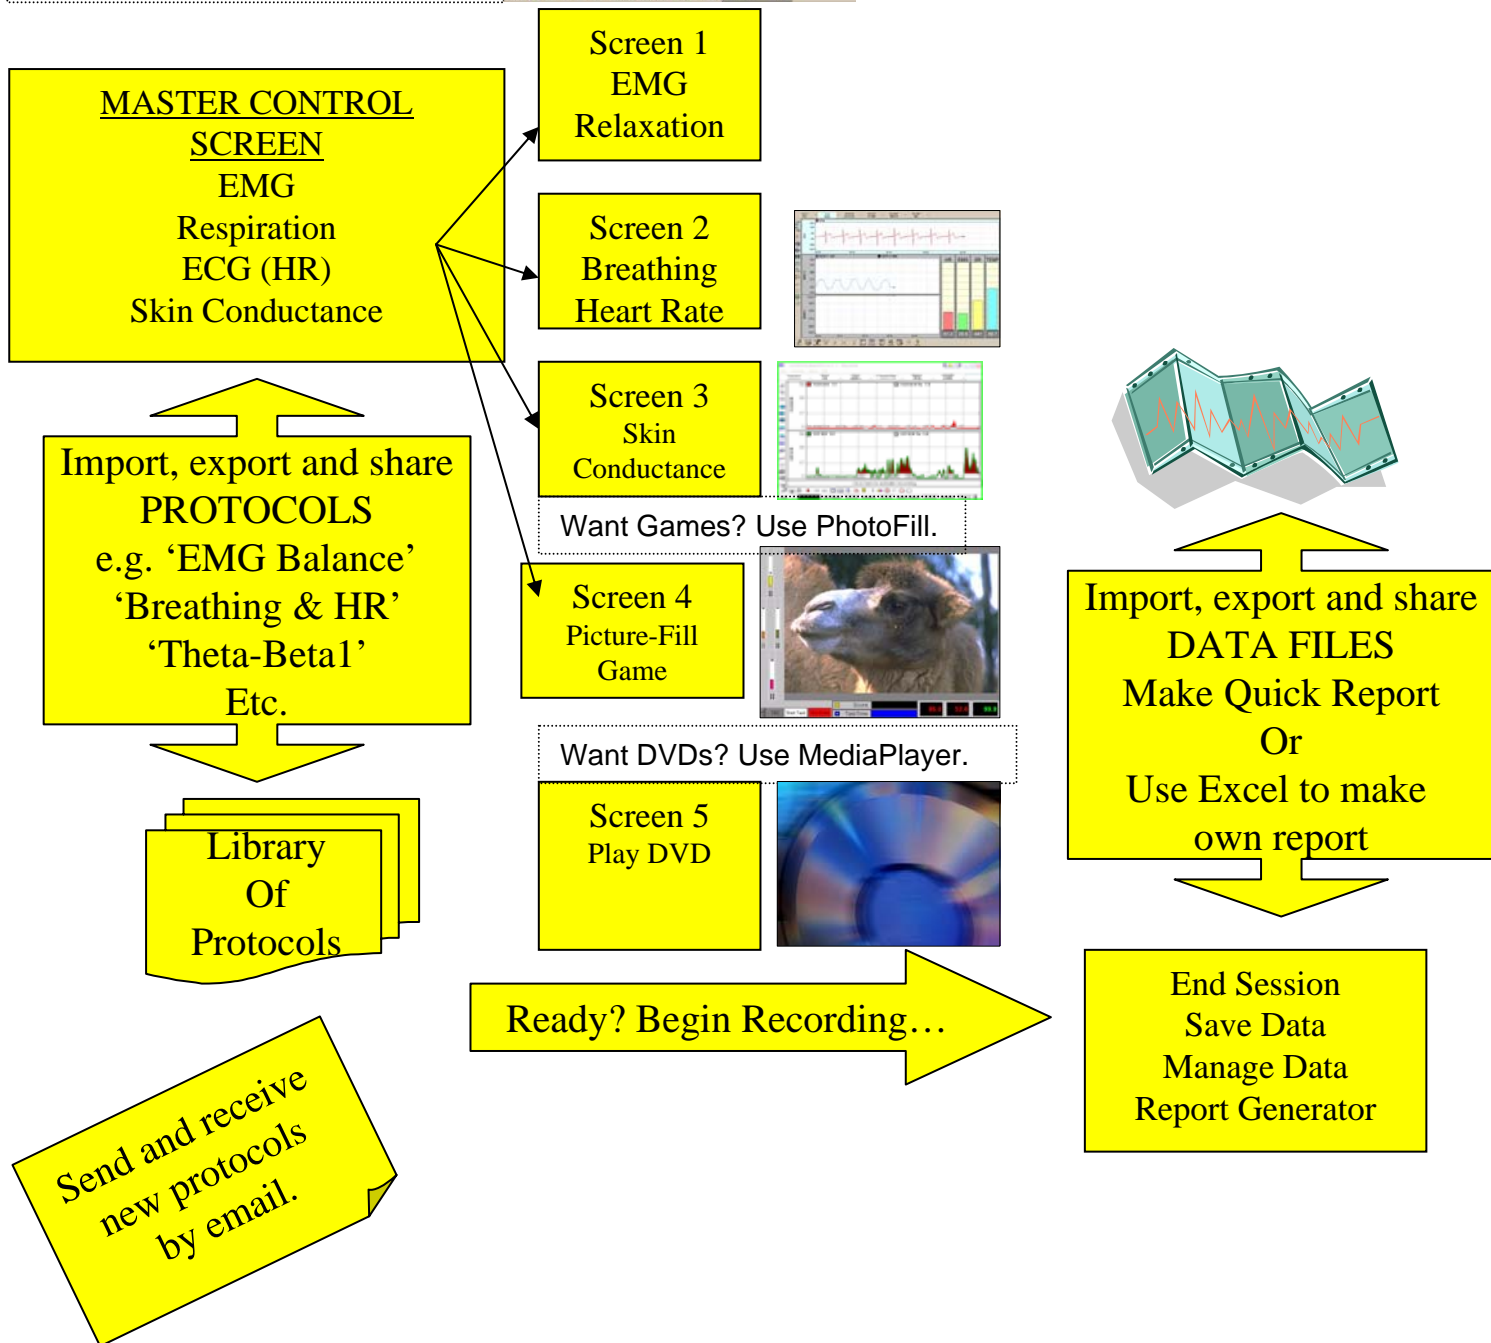 MASTER CONTROL
SCREEN
EMG
Respiration
ECG (HR)
Skin Conductance
Screen 1
EMG
Relaxation
Screen 2
Breathing
Heart Rate
Screen 3
Skin
Conductance
Want Games? Use PhotoFill.
Screen 4
Picture-Fill
Game
Want DVDs? Use MediaPlayer.
Screen 5
Play DVD
Import, export and share
PROTOCOLS
e.g. ‘EMG Balance’
‘Breathing & HR’
‘Theta-Beta1’
Etc.
Library
Of
Protocols
Send and receive
new protocols
by email.
Ready? Begin Recording…
Import, export and share
DATA FILES
Make Quick Report
Or
Use Excel to make
own report
End Session
Save Data
Manage Data
Report Generator